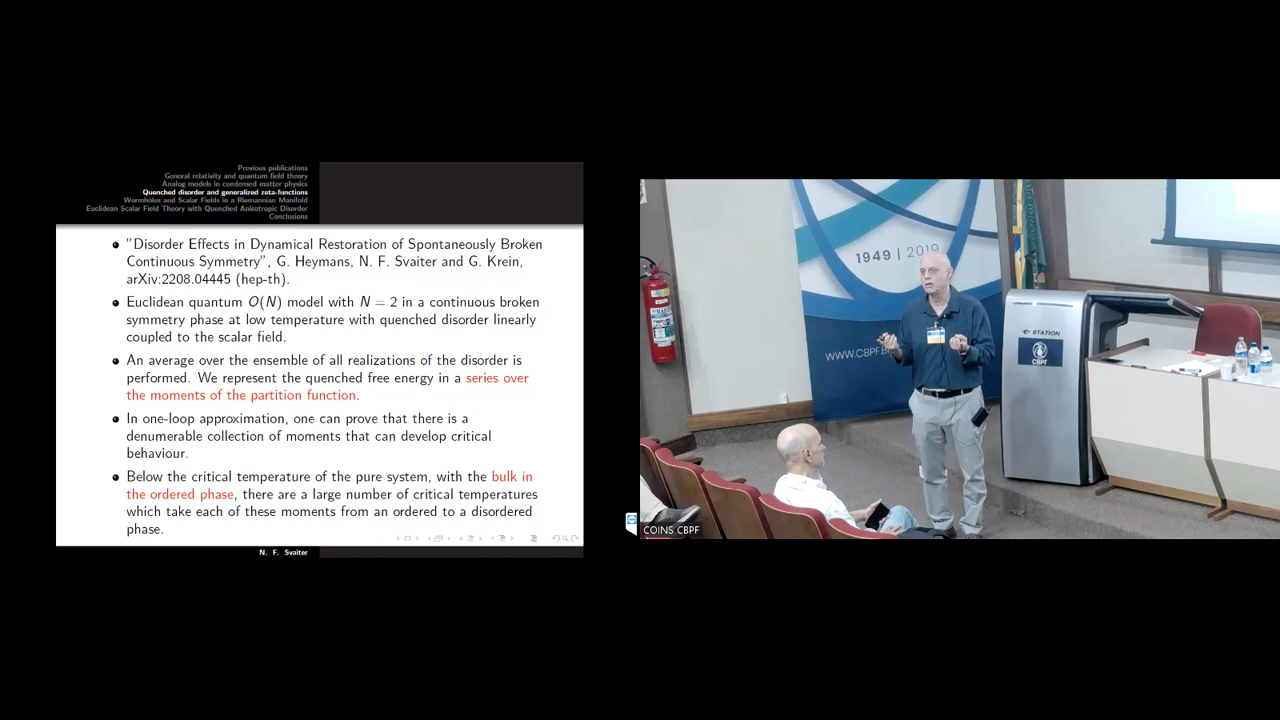 Previous publications
General relativity and quantum field theory
Analog models in condensed matter physics
Quenched disorder and generalized zeta-functions
Wormholes and Scalar Fields in a Riemannian Manifold
Euclidean Scalar Field Theory with Quenched Anisotropic Disorder
Conclusions
"Disorder Effects in Dynamical Restoration of Spontaneously Broken
Continuous Symmetry", G. Heymans, N. F. Svaiter and G. Krein,
arXiv:2208.04445 (hep-th).
Euclidean quantum O(N) model with N = 2 in a continuous broken
symmetry phase at low temperature with quenched disorder linearly
coupled to the scalar field.
An average over the ensemble of all realizations of the disorder is
performed. We represent the quenched free energy in a series over
the moments of the partition function.
In one-loop approximation, one can prove that there is a
denumerable collection of moments that can develop critical
behaviour.
Below the critical temperature of the pure system, with the bulk in
the ordered phase, there are a large number of critical temperatures
which take each of these moments from an ordered to a disordered
phase.
N. F. Svaiter
1949 | 2019
WWW.CBPF.B
e-STATION
CBPF
COINS CBPF